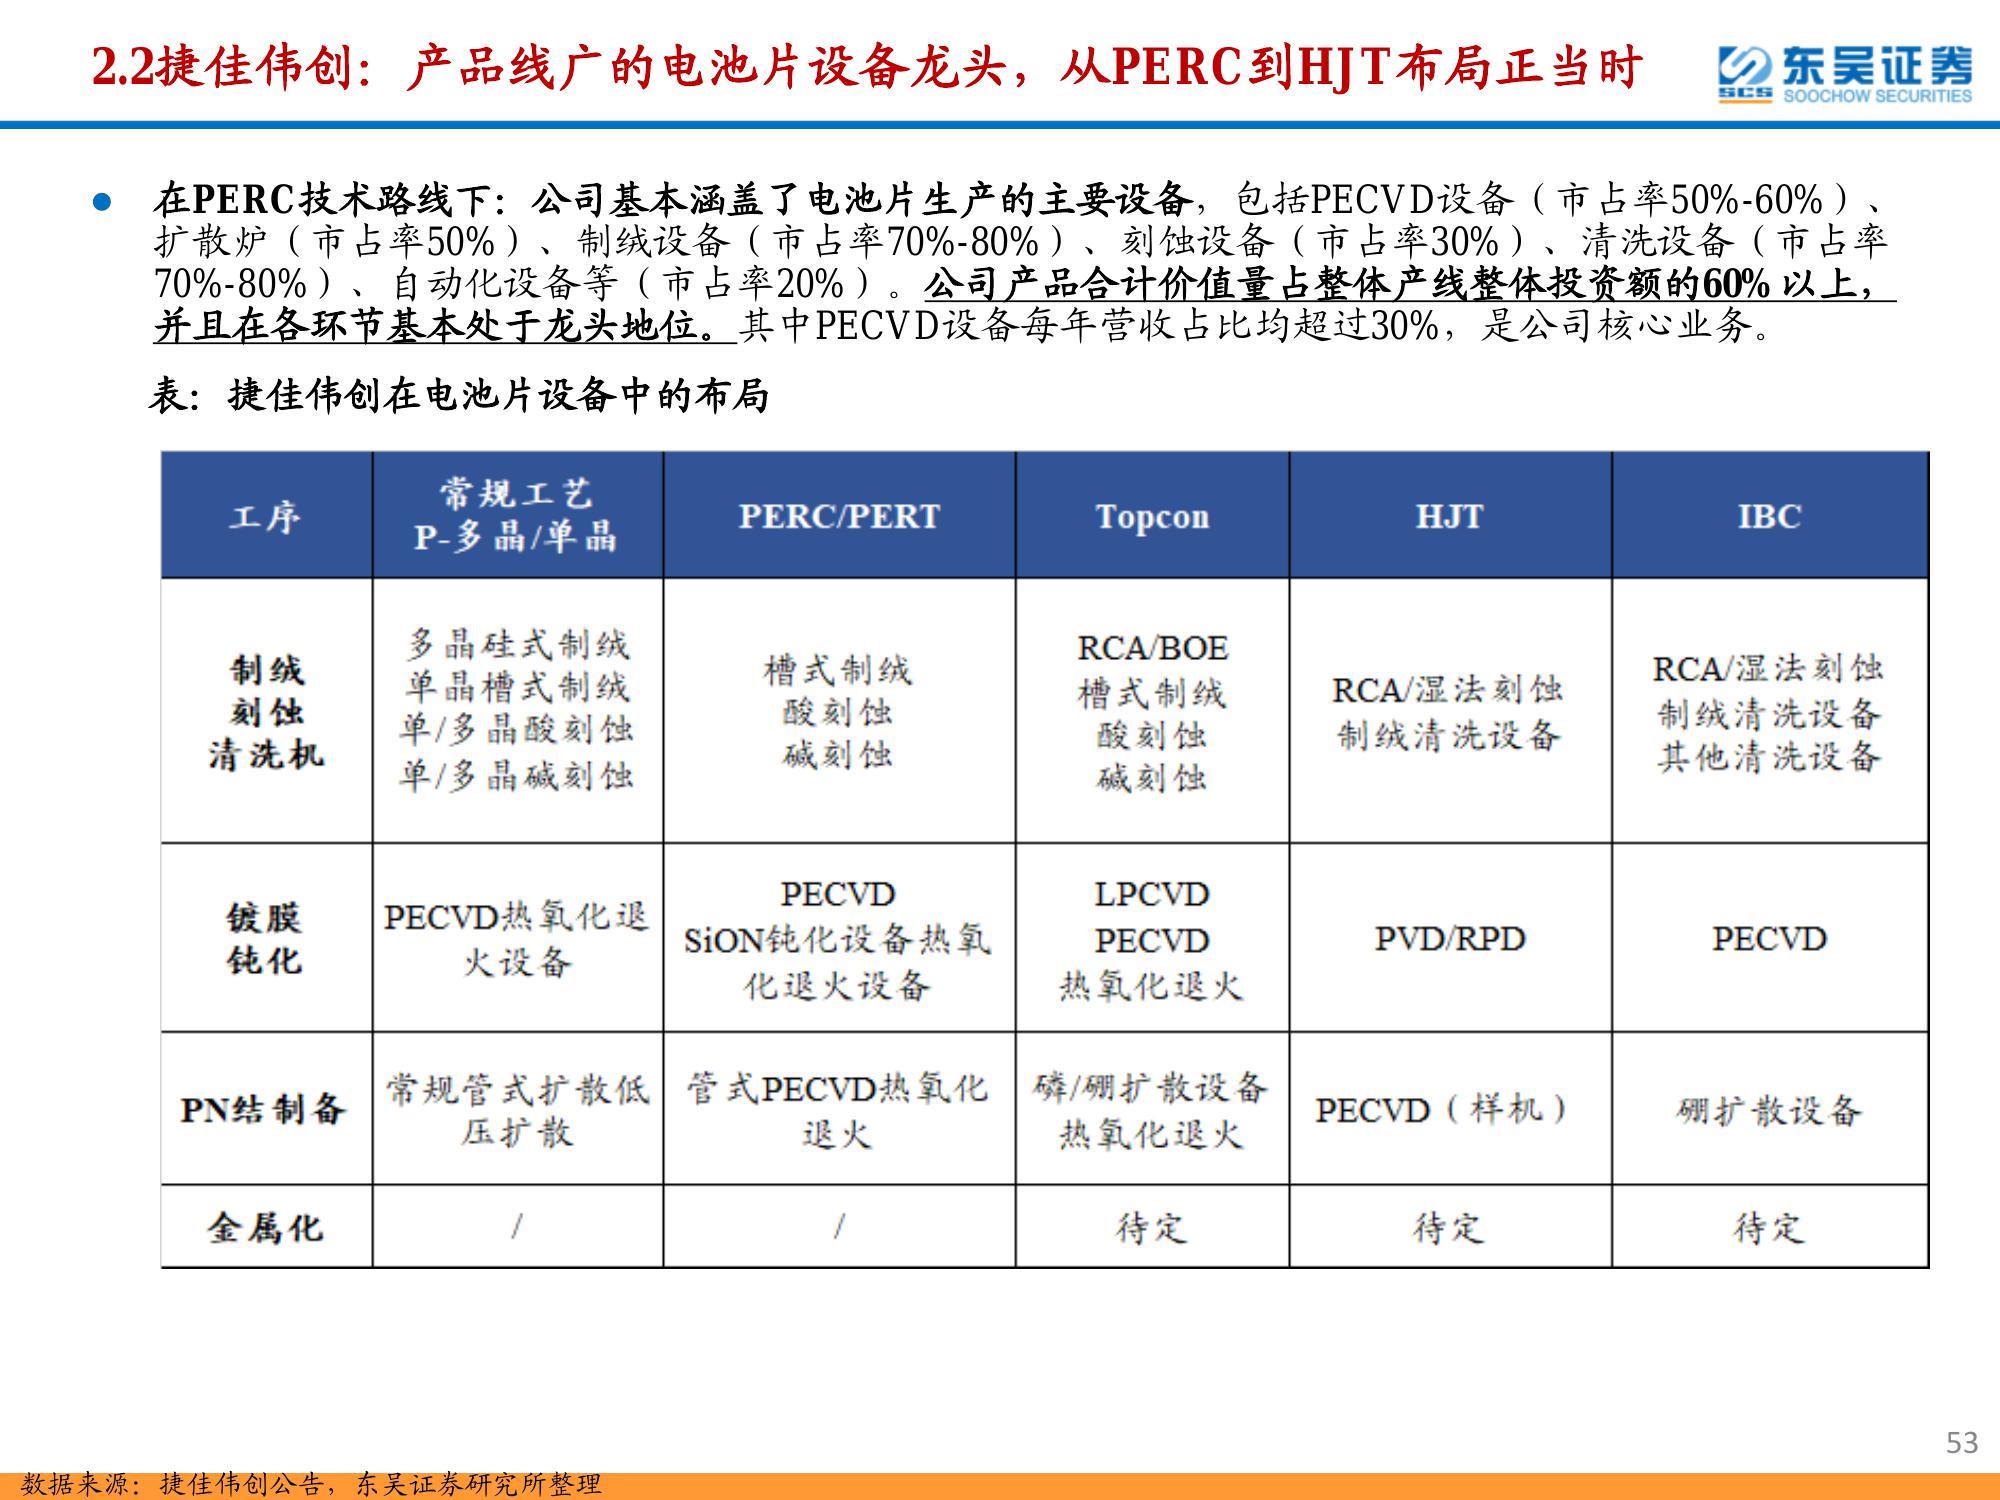 2.2捷佳伟创：产品线广的电池片设备龙头，从PERC到HJT布局正当时
东吴证券
SCS SOOCHOW SECURITIES
● 在PERC技术路线下：公司基本涵盖了电池片生产的主要设备，包括PECVD设备（市占率50%-60%）、
扩散炉（市占率50%）、制绒设备（市占率70%-80%）、刻蚀设备（市占率30%）、清洗设备（市占率
70%-80%）、自动化设备等（市占率20%）。公司产品合计价值量占整体产线整体投资额的60%以上，
并且在各环节基本处于龙头地位。其中PECVD设备每年营收占比均超过30%，是公司核心业务。
表：捷佳伟创在电池片设备中的布局
工序
常规工艺
P-多晶/单晶
PERC/PERT
Topcon
HJT
IBC
制绒
刻蚀
清洗机
多晶硅式制绒
单晶槽式制绒
单/多晶酸刻蚀
单/多晶碱刻蚀
槽式制绒
酸刻蚀
碱刻蚀
RCA/BOE
槽式制绒
酸刻蚀
碱刻蚀
RCA/湿法刻蚀
制绒清洗设备
RCA/湿法刻蚀
制绒清洗设备
其他清洗设备
镀膜
钝化
PECVD热氧化退
火设备
PECVD
SiON钝化设备热氧
化退火设备
LPCVD
PECVD
热氧化退火
PVD/RPD
PECVD
PN结制备
常规管式扩散低
压扩散
管式PECVD热氧化
退火
磷/硼扩散设备
热氧化退火
PECVD（样机）
硼扩散设备
金属化
/
/
待定
待定
待定
53
数据来源：捷佳伟创公告，东吴证券研究所整理